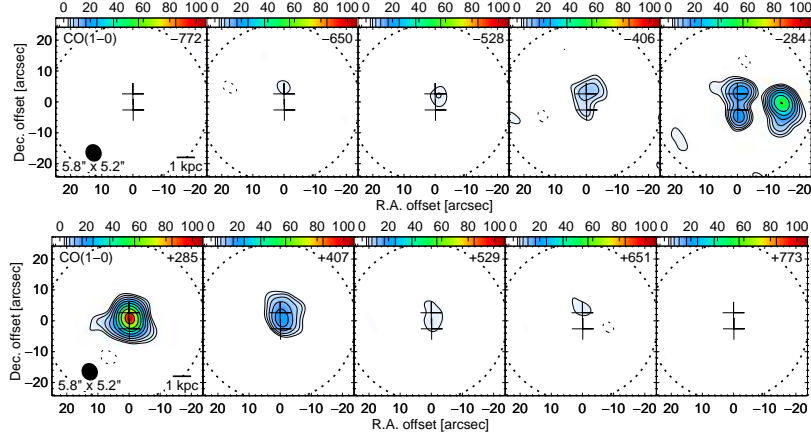 0 20 40 60 80 100 0 20 40 60 80 100 0 20 40 60 80 100 0 20 40 60 80 100 0 20 40 60 80 100
CO(1−0) −772 −650 −528 −406 −284
20
10
0
−10
−20
Dec. offset [arcsec]
5.8" x 5.2" 1 kpc
20 10 0 −10 −20 20 10 0 −10 −20 20 10 0 −10 −20 20 10 0 −10 −20 20 10 0 −10 −20
R.A. offset [arcsec]
0 20 40 60 80 100 0 20 40 60 80 100 0 20 40 60 80 100 0 20 40 60 80 100 0 20 40 60 80 100
CO(1−0) +285 +407 +529 +651 +773
20
10
0
−10
−20
Dec. offset [arcsec]
5.8" x 5.2" 1 kpc
20 10 0 −10 −20 20 10 0 −10 −20 20 10 0 −10 −20 20 10 0 −10 −20 20 10 0 −10 −20
R.A. offset [arcsec]